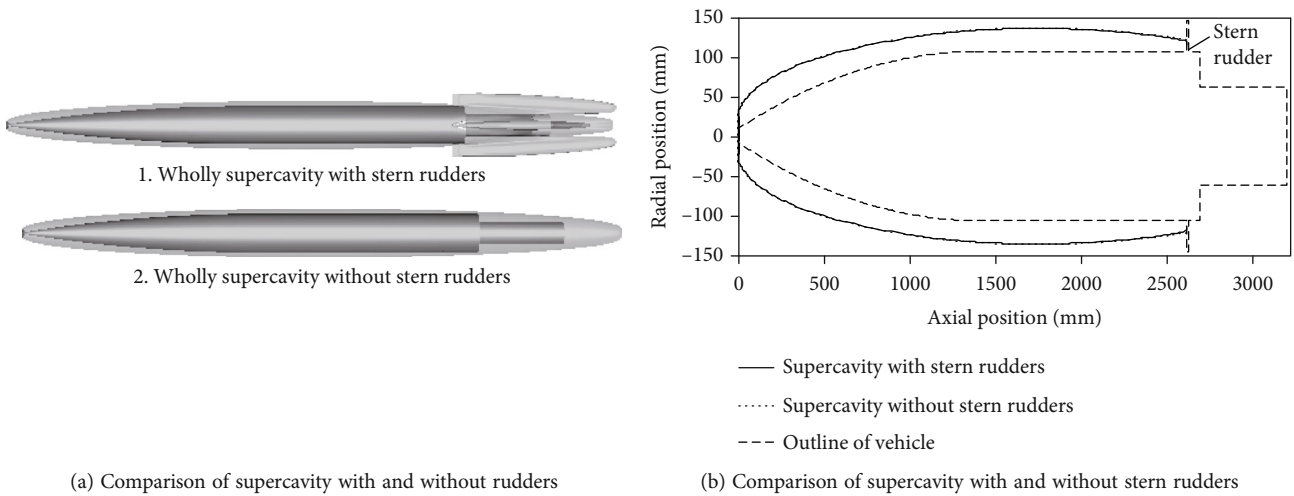 1. Wholly supercavity with stern rudders
2. Wholly supercavity without stern rudders
(a) Comparison of supercavity with and without rudders
150
100
50
0
−50
−100
−150
Radial position (mm)
Stern
rudder
0
500
1000
1500
2000
2500
3000
Axial position (mm)
Supercavity with stern rudders
Supercavity without stern rudders
Outline of vehicle
(b) Comparison of supercavity with and without stern rudders